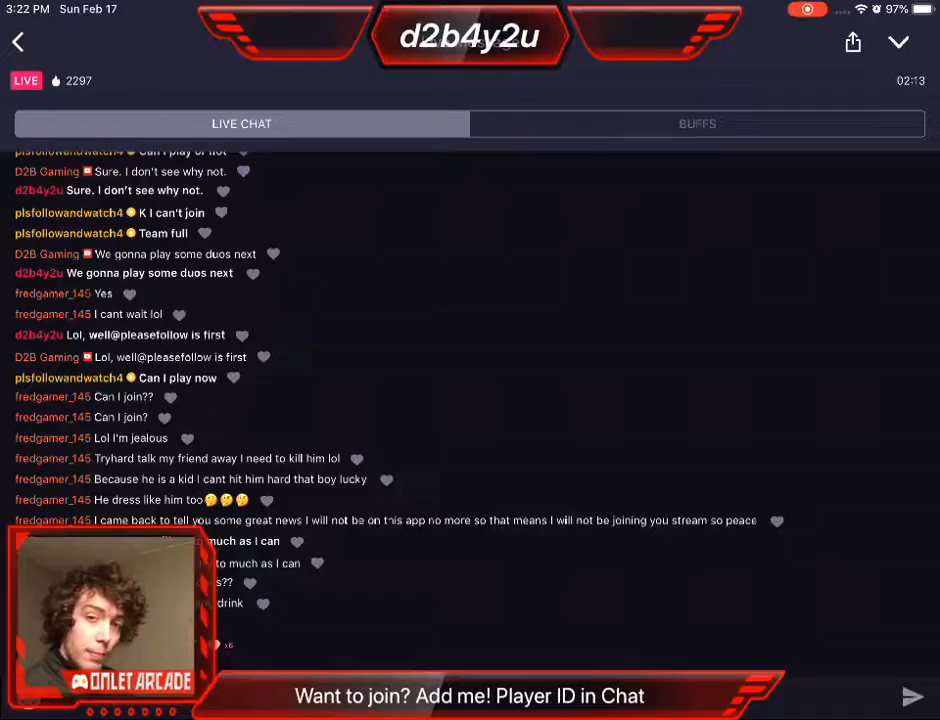 3:22 PM Sun Feb 17
97%
d2b4y2u
LIVE 2297
02:13
LIVE CHAT
BUFFS
plsfollowandwatch4 Can I play or not
D2B Gaming Sure. I don't see why not.
d2b4y2u Sure. I don't see why not.
plsfollowandwatch4 K I can't join
plsfollowandwatch4 Team full
D2B Gaming We gonna play some duos next
d2b4y2u We gonna play some duos next
fredgamer_145 Yes
fredgamer_145 I cant wait lol
d2b4y2u Lol, well@pleasefollow is first
D2B Gaming Lol, well@pleasefollow is first
plsfollowandwatch4 Can I play now
fredgamer_145 Can I join??
fredgamer_145 Can I join?
fredgamer_145 Lol I'm jealous
fredgamer_145 Tryhard talk my friend away I need to kill him lol
fredgamer_145 Because he is a kid I cant hit him hard that boy lucky
fredgamer_145 He dress like him too🤔🤔🤔
fredgamer_145 I came back to tell you some great news I will not be on this app no more so that means I will not be joining you stream so peace
much as I can
to much as I can
s??
drink
x6
OMLET ARCADE
Want to join? Add me! Player ID in Chat